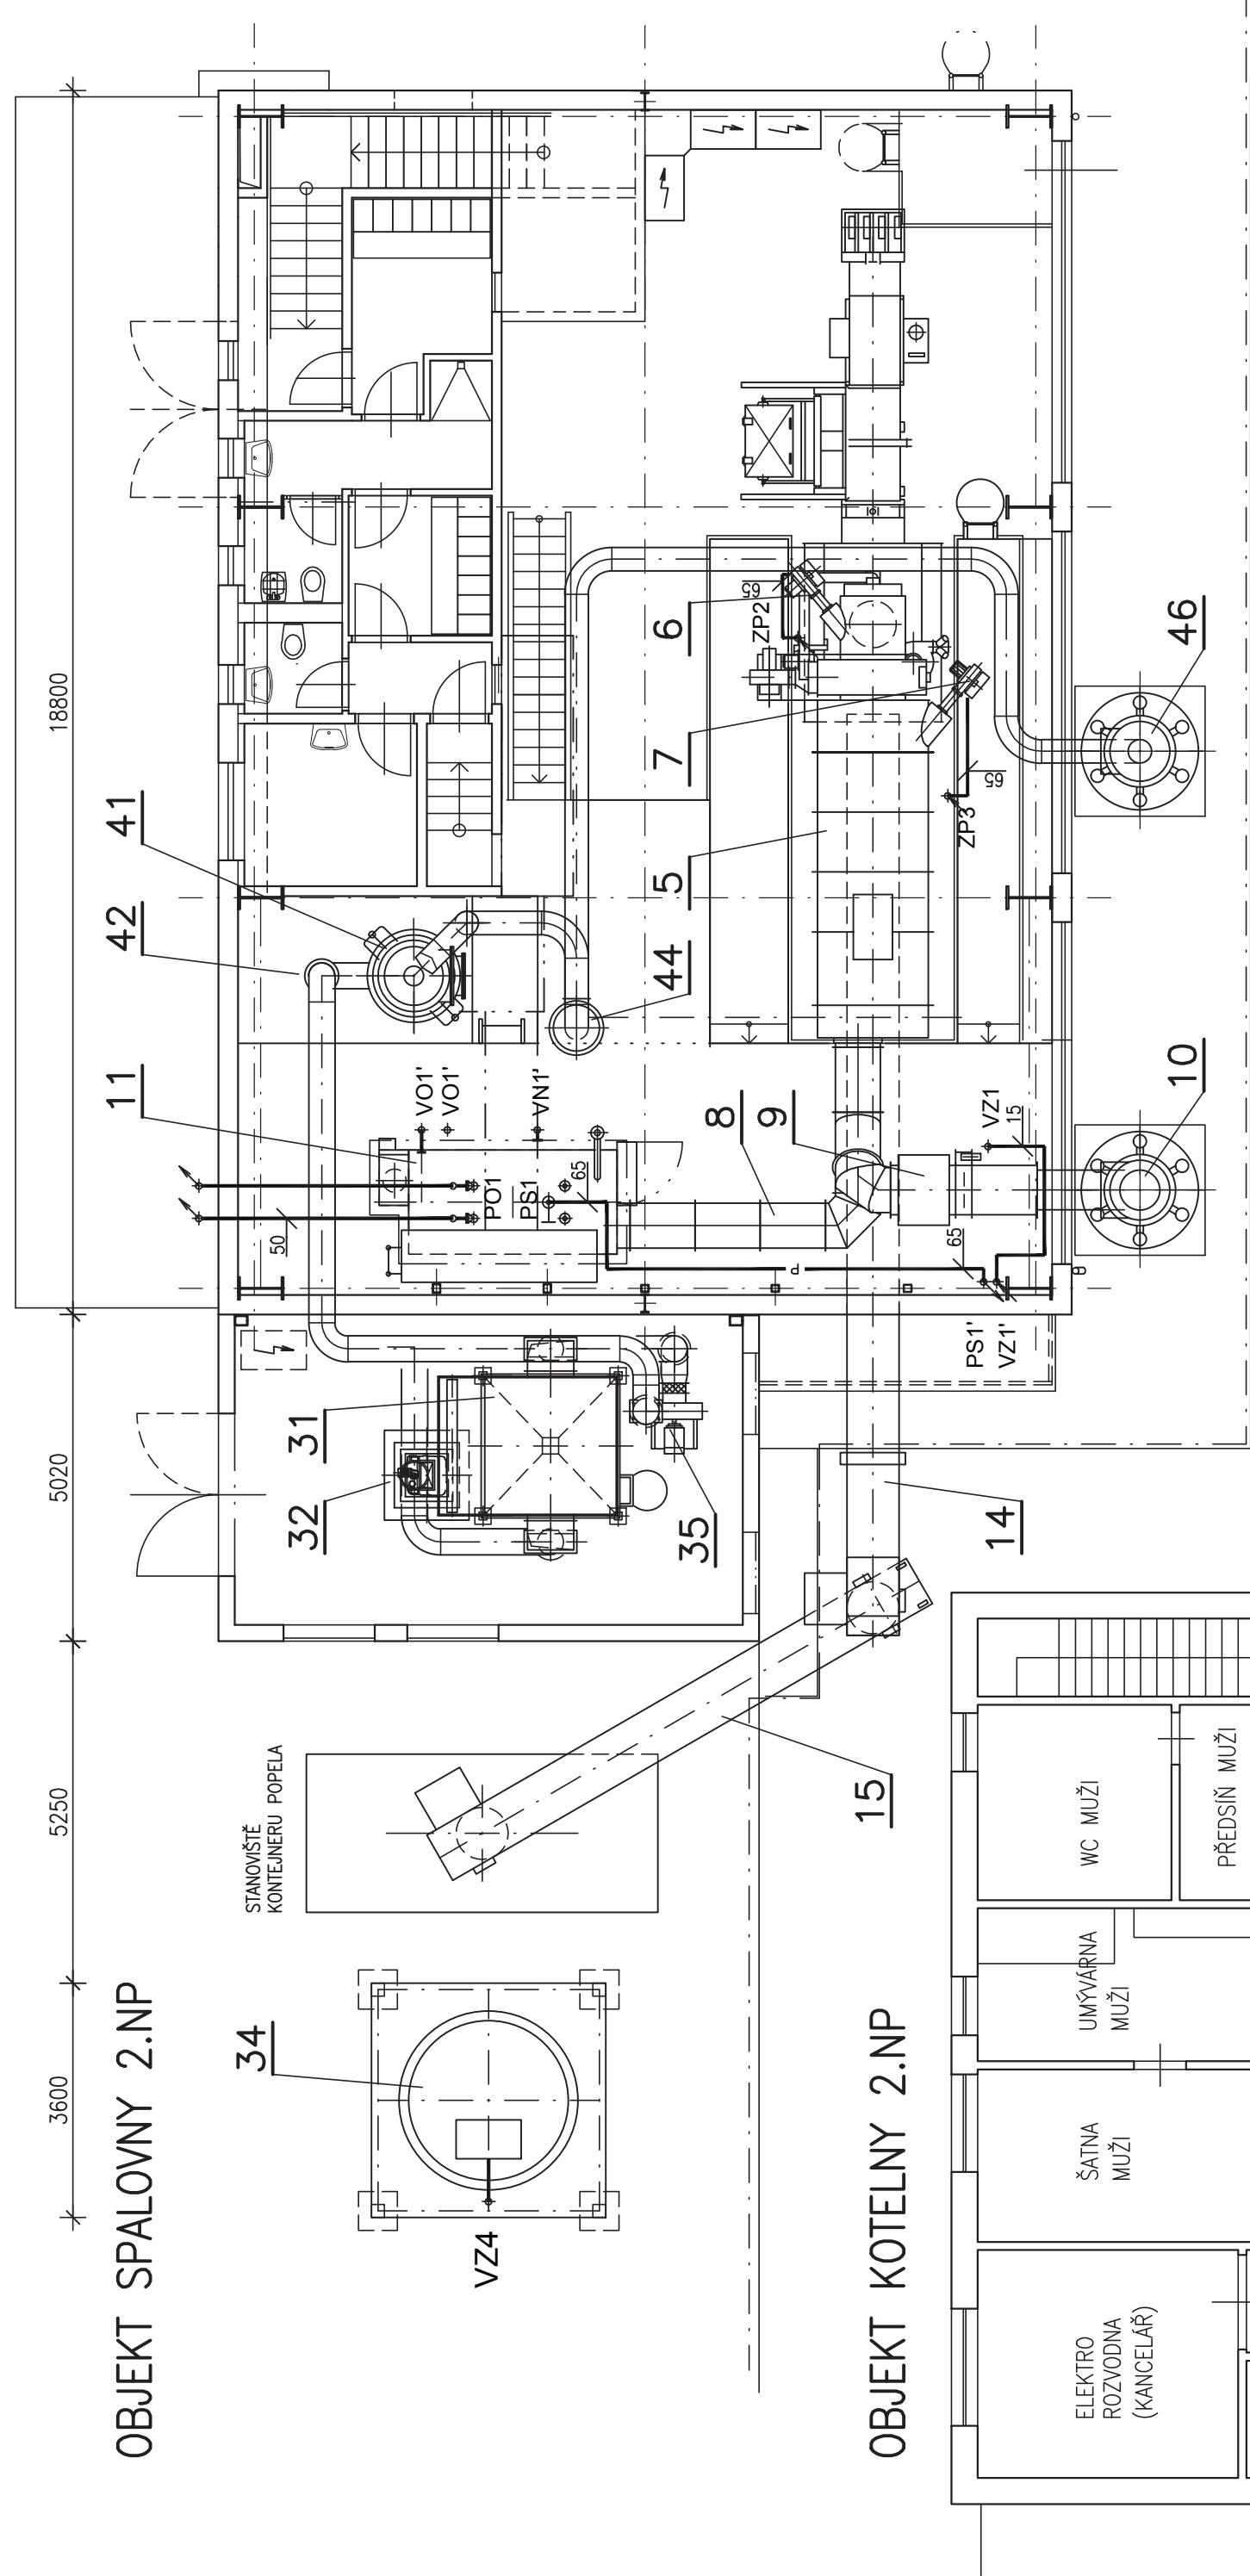 OBJEKT SPALOVNY 2.NP
3600
5250
5020
18800
34
VZ4
STANOVIŠTĚ
KONTEJNERU POPELA
32
31
35
15
14
11
42
41
44
50
VO1'
VO1'
VN1'
PO1
PS1
65
8
9
10
VZ1
15
65
P
PS1'
VZ1'
5
6
7
ZP2
65
ZP3
65
46
OBJEKT KOTELNY 2.NP
ELEKTRO
ROZVODNA
(KANCELÁŘ)
ŠATNA
MUŽI
UMÝVÁRNA
MUŽI
WC MUŽI
PŘEDSÍŇ MUŽI